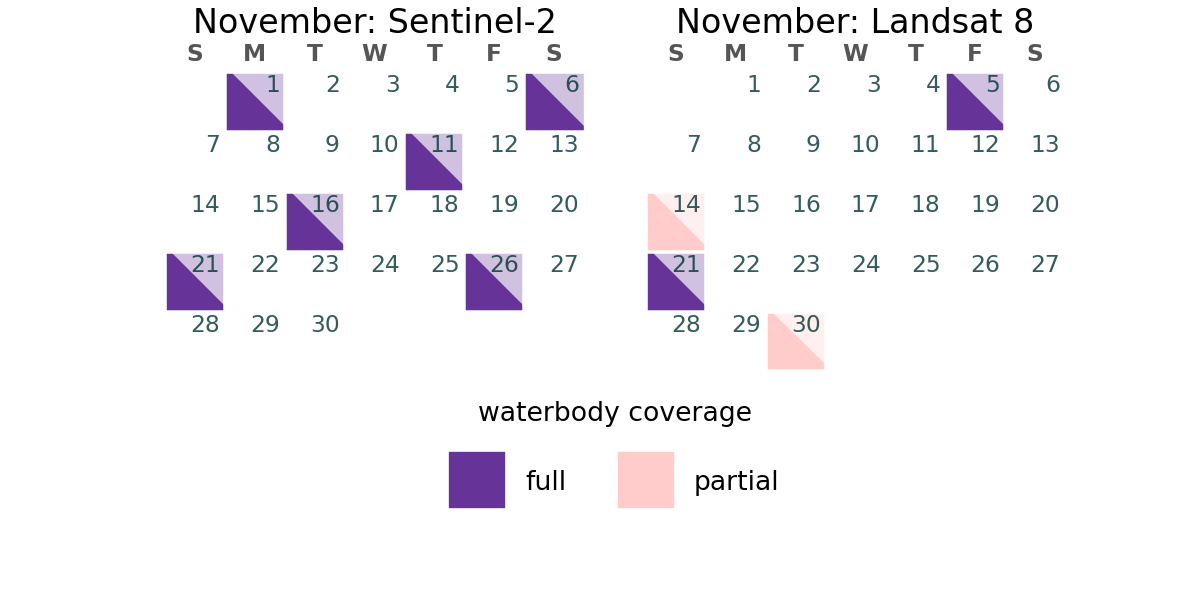 November: Sentinel-2
S M T W T F S
1 2 3 4 5 6
7 8 9 10 11 12 13
14 15 16 17 18 19 20
21 22 23 24 25 26 27
28 29 30
November: Landsat 8
S M T W T F S
1 2 3 4 5 6
7 8 9 10 11 12 13
14 15 16 17 18 19 20
21 22 23 24 25 26 27
28 29 30
waterbody coverage
full partial